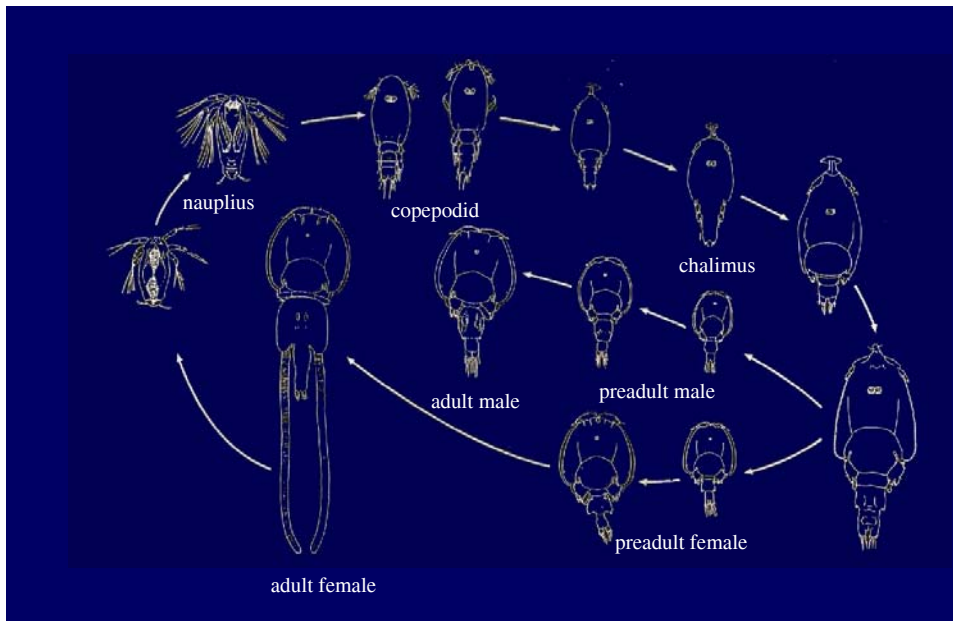 nauplius
copepodid
chalimus
adult male
preadult male
preadult female
adult female